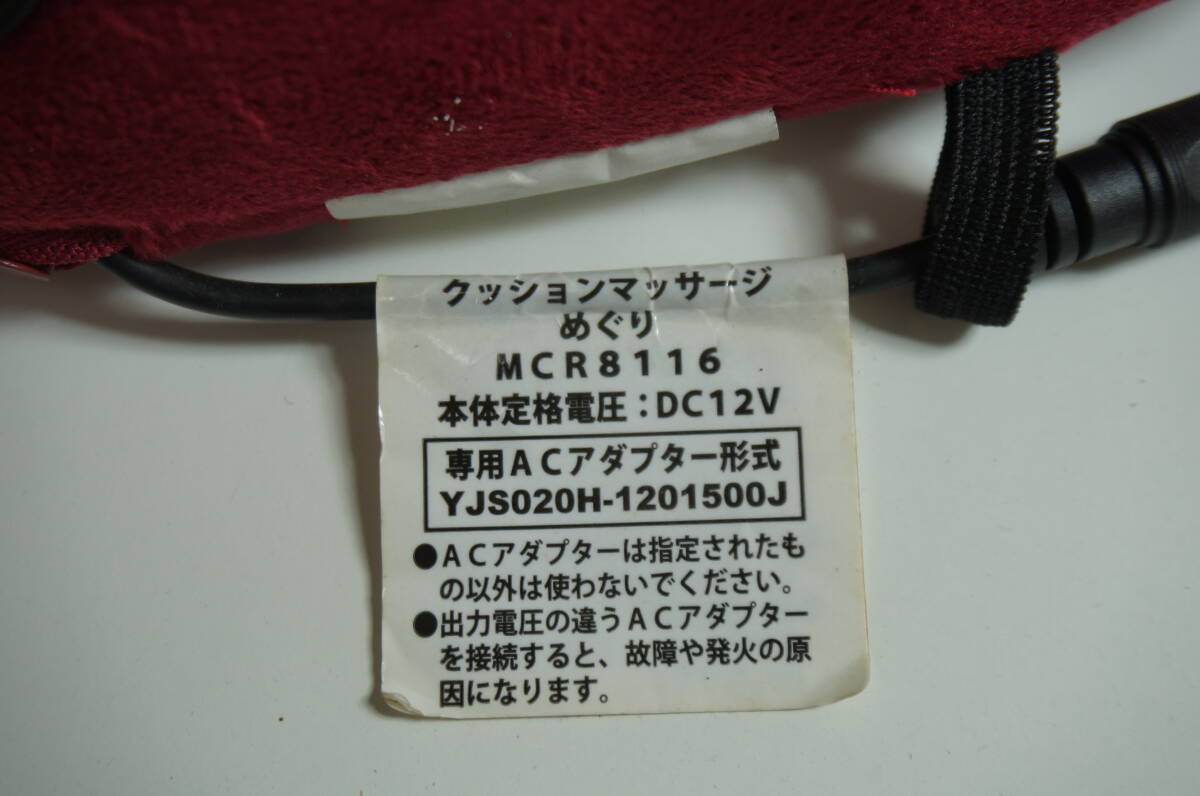 クッションマッサージ
めぐり
MCR8116
本体定格電圧：DC12V
専用ACアダプター形式
YJS020H-1201500J
●ACアダプターは指定されたも
の以外は使わないでください。
●出力電圧の違うACアダプター
を接続すると、故障や発火の原
因になります。